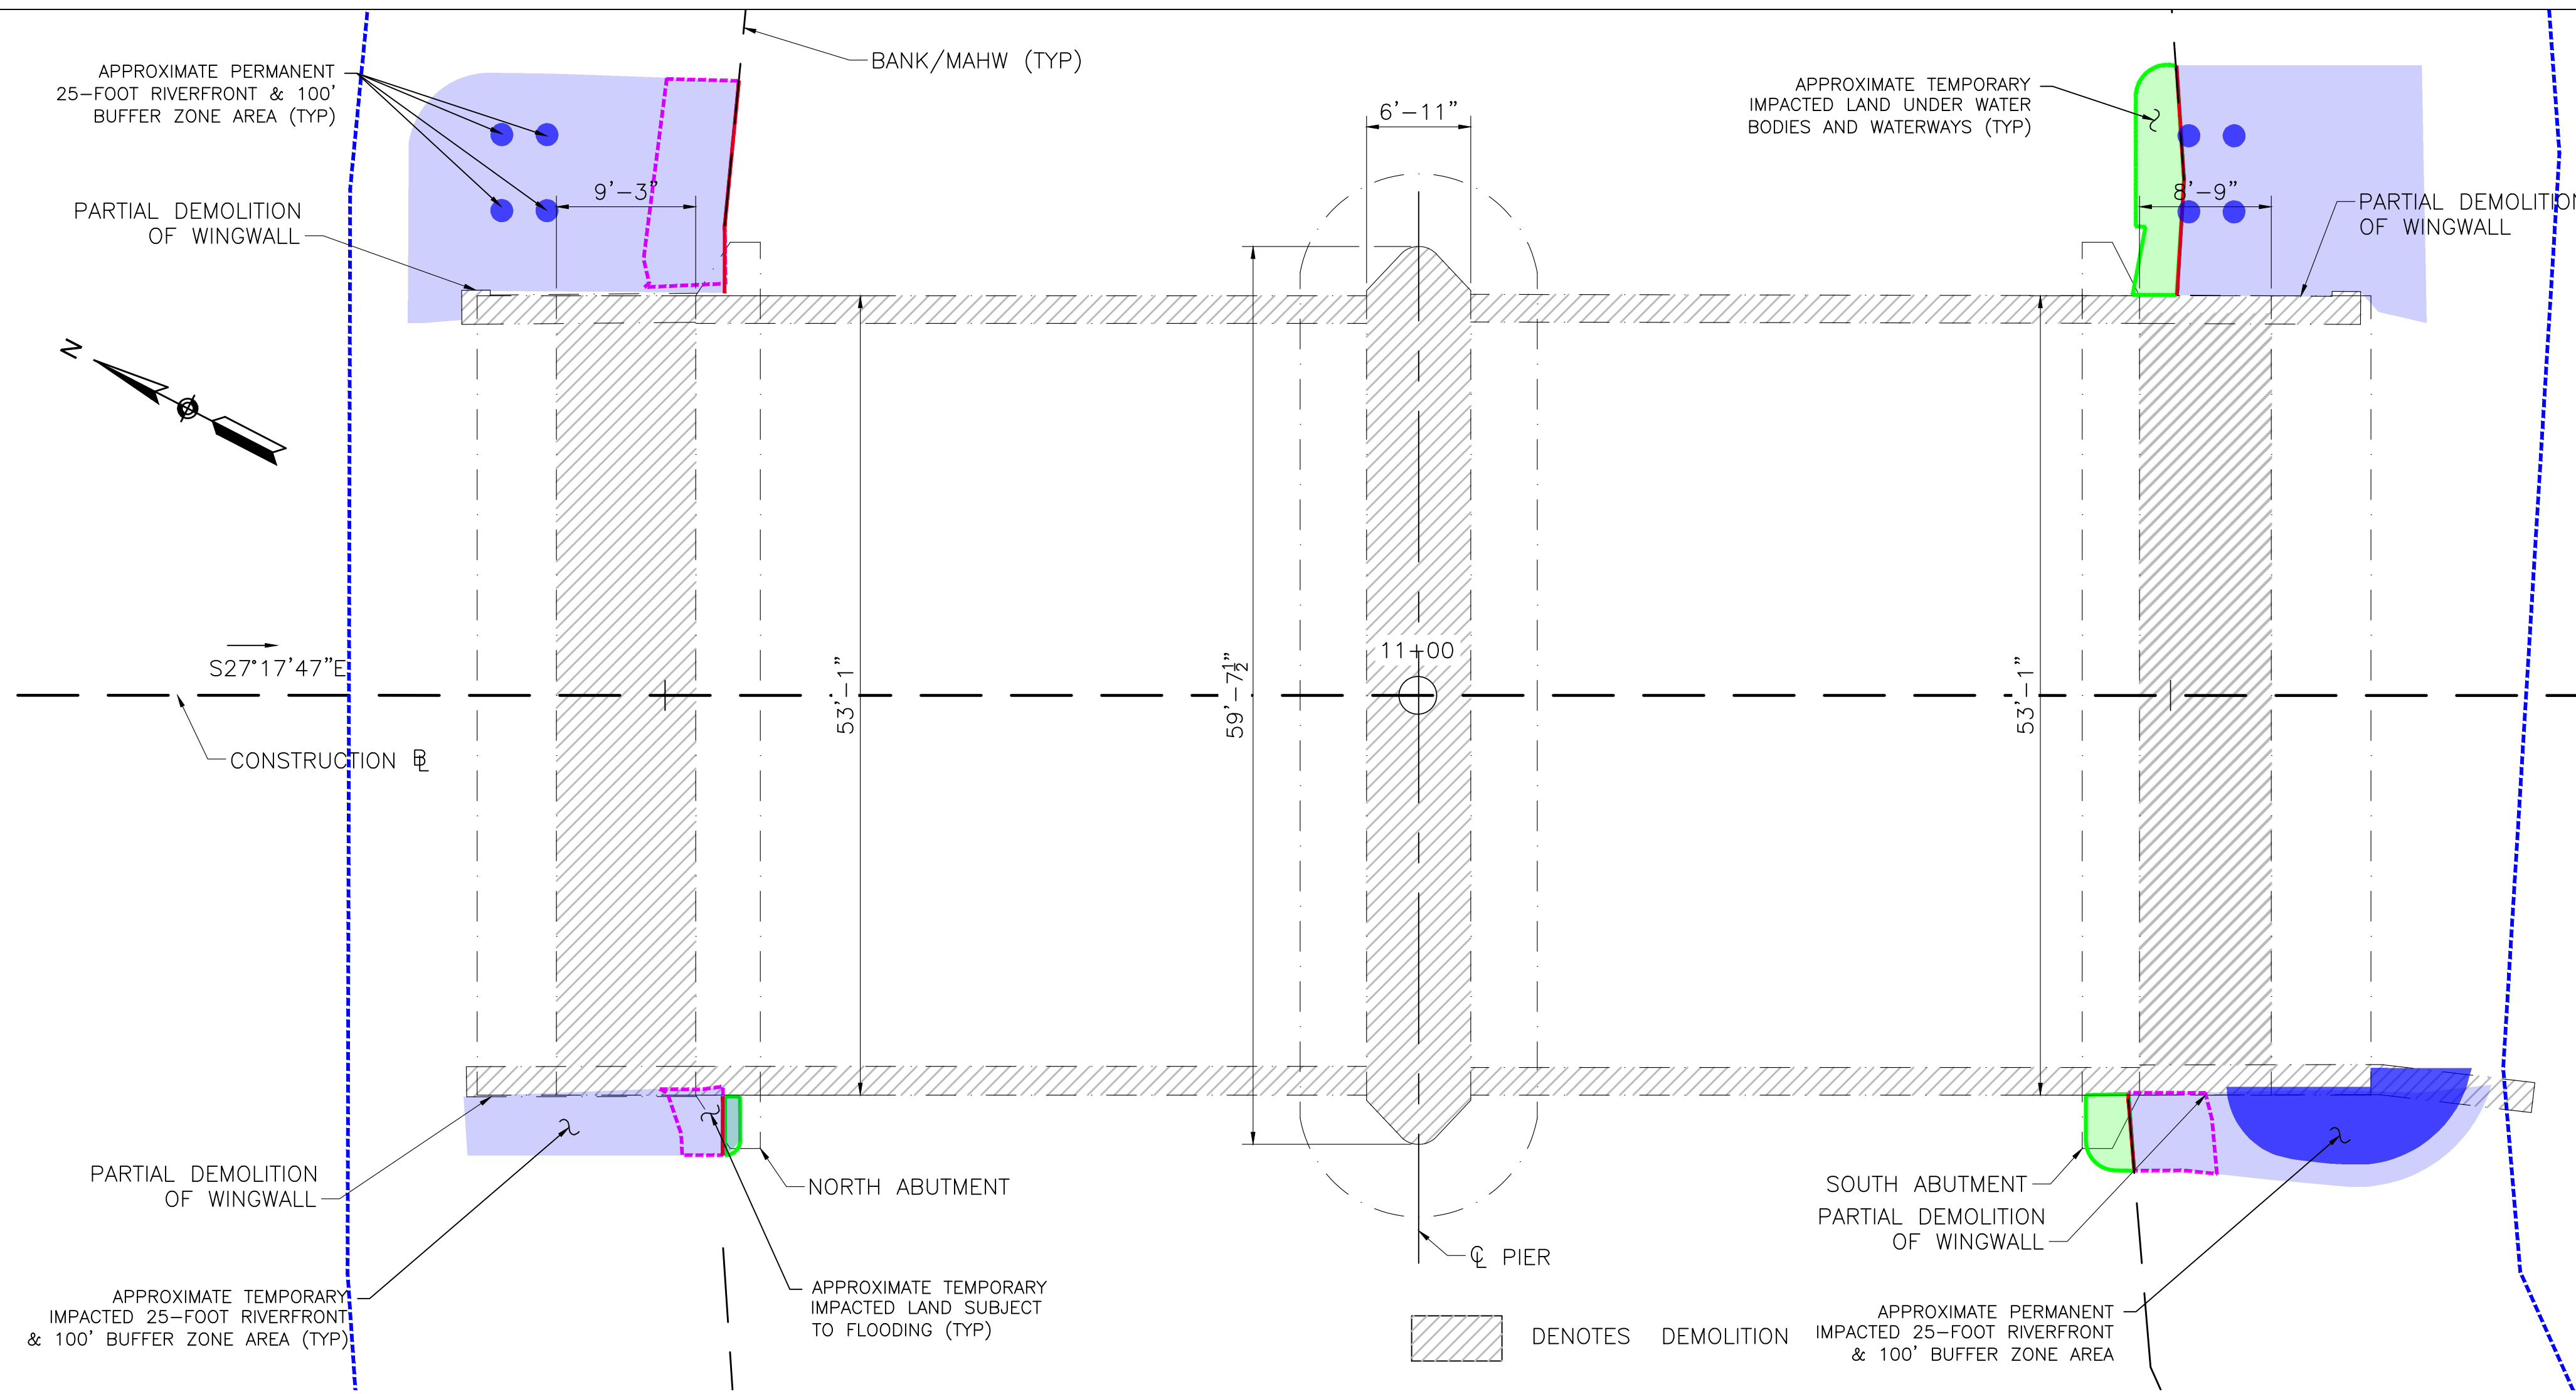 BANK/MAHW (TYP)
APPROXIMATE PERMANENT
25-FOOT RIVERFRONT & 100'
BUFFER ZONE AREA (TYP)
APPROXIMATE TEMPORARY
IMPACTED LAND UNDER WATER
BODIES AND WATERWAYS (TYP)
6'-11"
9'-3"
8'-9"
PARTIAL DEMOLITION
OF WINGWALL
PARTIAL DEMOLITION
OF WINGWALL
N
S27°17'47"E
11+00
53'-1"
59'-7½"
53'-1"
CONSTRUCTION BL
PARTIAL DEMOLITION
OF WINGWALL
NORTH ABUTMENT
SOUTH ABUTMENT
PARTIAL DEMOLITION
OF WINGWALL
CL PIER
APPROXIMATE TEMPORARY
IMPACTED 25-FOOT RIVERFRONT
& 100' BUFFER ZONE AREA (TYP)
APPROXIMATE TEMPORARY
IMPACTED LAND SUBJECT
TO FLOODING (TYP)
DENOTES DEMOLITION
APPROXIMATE PERMANENT
IMPACTED 25-FOOT RIVERFRONT
& 100' BUFFER ZONE AREA